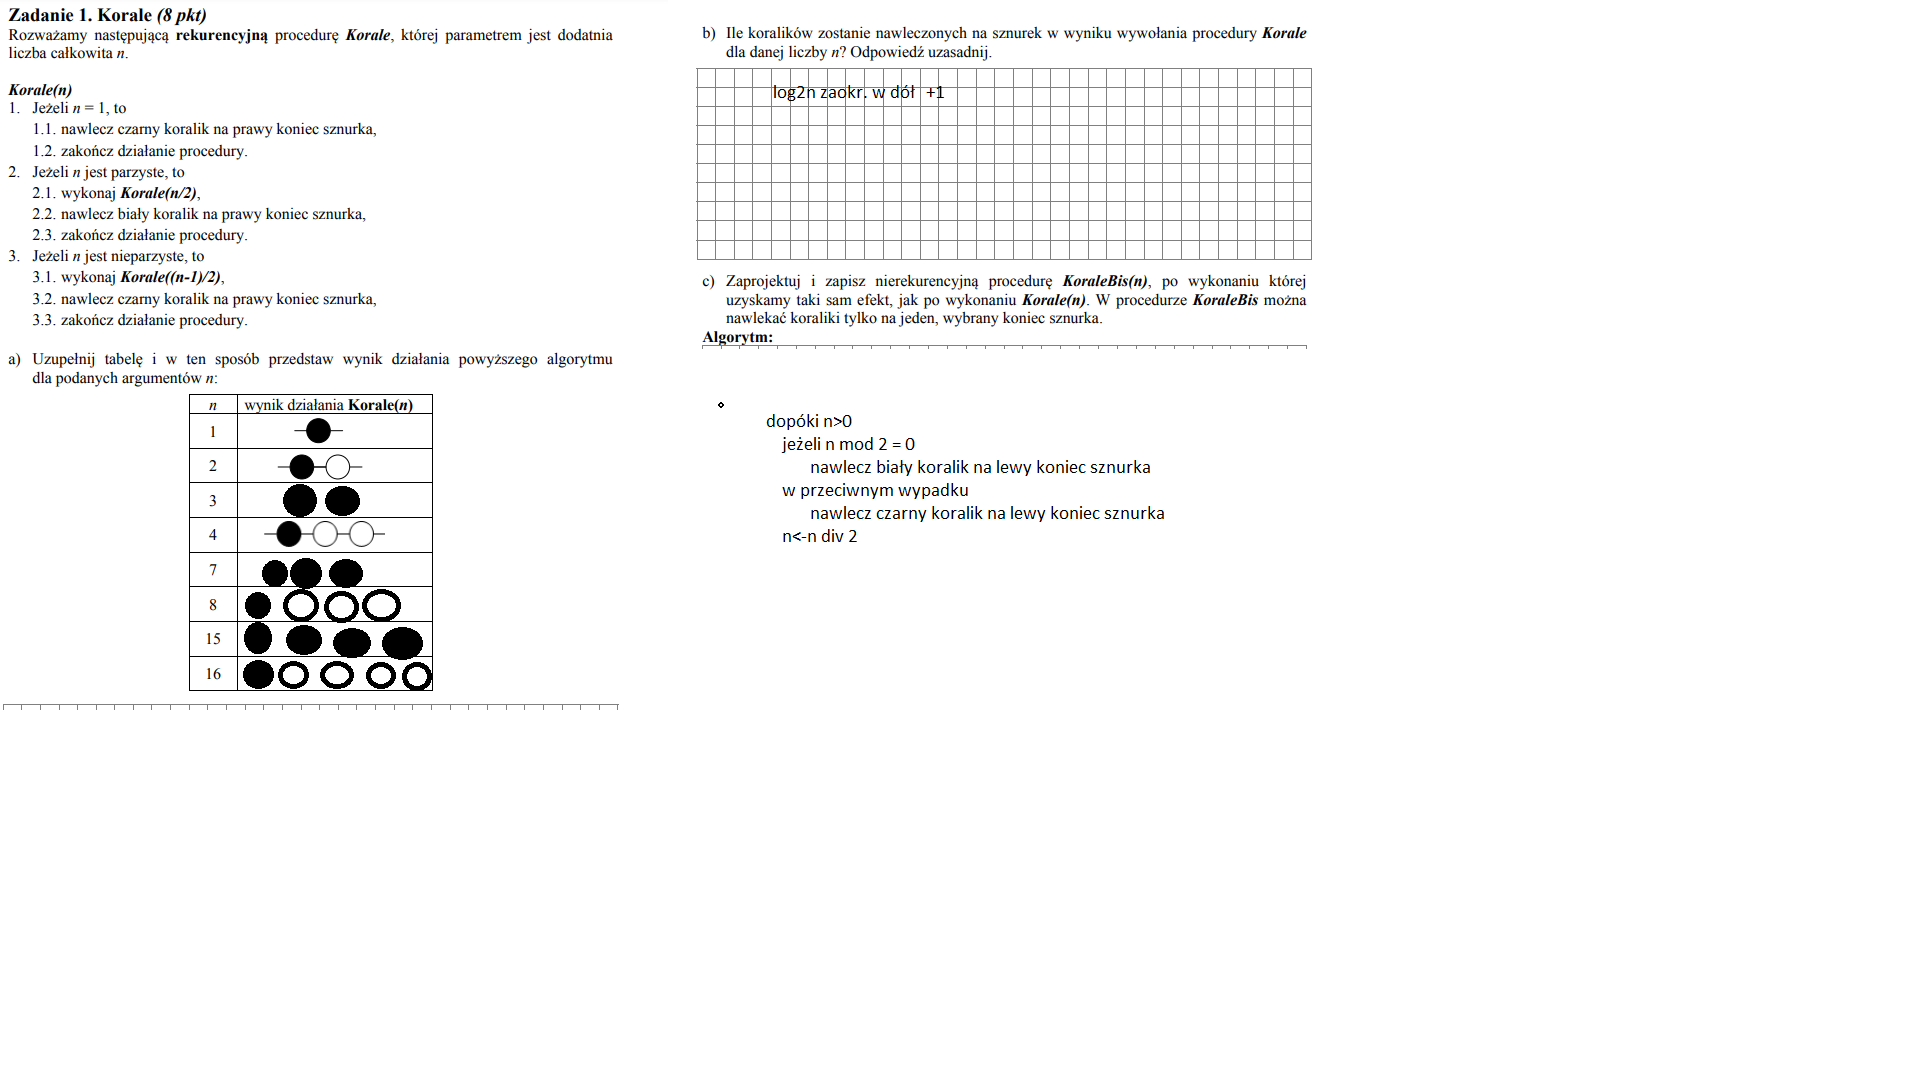 Zadanie 1. Korale (8 pkt)
Rozważamy następującą rekurencyjną procedurę Korale, której parametrem jest dodatnia
liczba całkowita n.
Korale(n)
1. Jeżeli n = 1, to
1.1. nawlecz czarny koralik na prawy koniec sznurka,
1.2. zakończ działanie procedury.
2. Jeżeli n jest parzyste, to
2.1. wykonaj Korale(n/2),
2.2. nawlecz biały koralik na prawy koniec sznurka,
2.3. zakończ działanie procedury.
3. Jeżeli n jest nieparzyste, to
3.1. wykonaj Korale((n-1)/2),
3.2. nawlecz czarny koralik na prawy koniec sznurka,
3.3. zakończ działanie procedury.
a) Uzupełnij tabelę i w ten sposób przedstaw wynik działania powyższego algorytmu
dla podanych argumentów n:
n wynik działania Korale(n)
1
2
3
4
7
8
15
16
b) Ile koralików zostanie nawleczonych na sznurek w wyniku wywołania procedury Korale
dla danej liczby n? Odpowiedź uzasadnij.
log2n zaokr. w dół +1
c) Zaprojektuj i zapisz nierekurencyjną procedurę KoraleBis(n), po wykonaniu której
uzyskamy taki sam efekt, jak po wykonaniu Korale(n). W procedurze KoraleBis można
nawlekać koraliki tylko na jeden, wybrany koniec sznurka.
Algorytm:
dopóki n>0
jeżeli n mod 2 = 0
nawlecz biały koralik na lewy koniec sznurka
w przeciwnym wypadku
nawlecz czarny koralik na lewy koniec sznurka
n<-n div 2